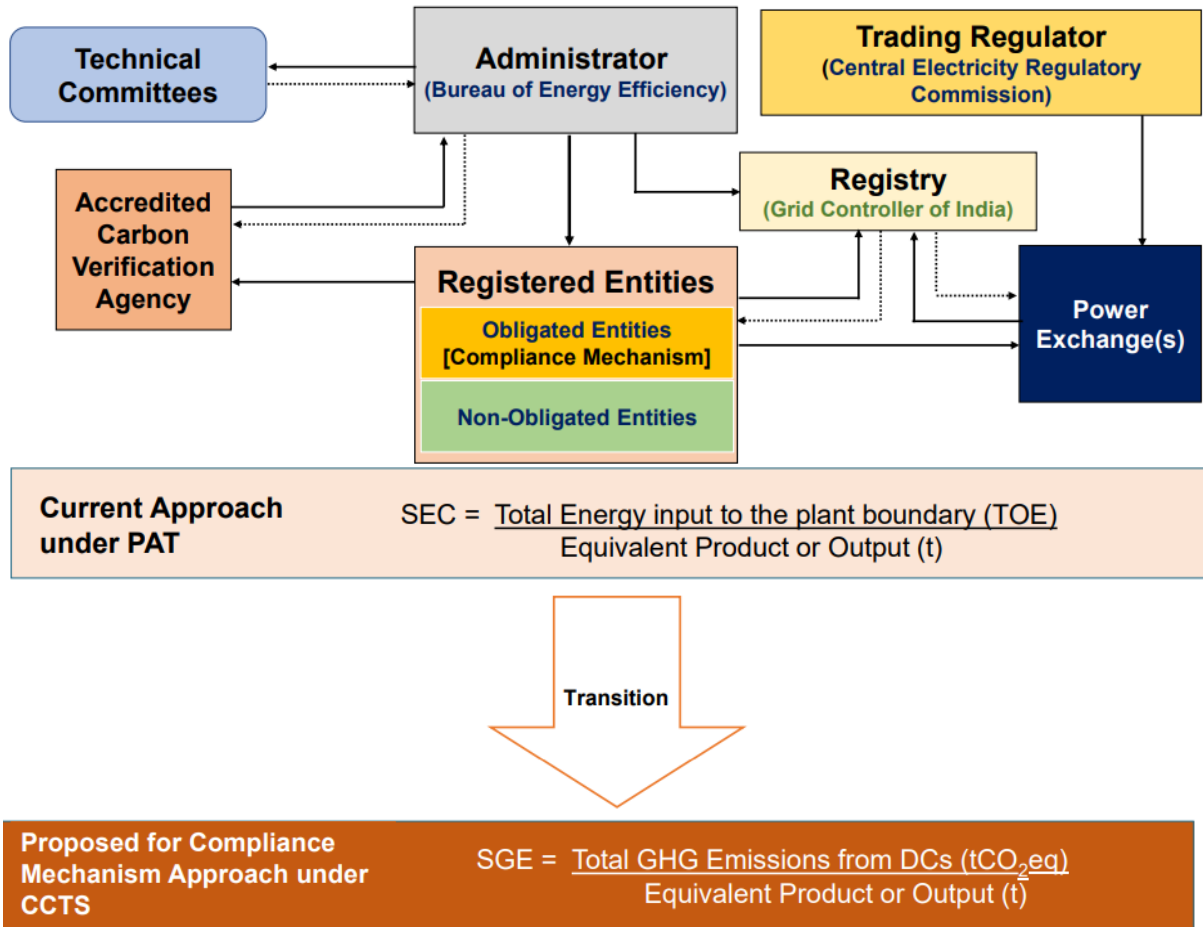 Technical
Committees
Administrator
(Bureau of Energy Efficiency)
Trading Regulator
(Central Electricity Regulatory
Commission)
Accredited
Carbon
Verification
Agency
Registry
(Grid Controller of India)
Registered Entities
Obligated Entities
[Compliance Mechanism]
Non-Obligated Entities
Power
Exchange(s)
Current Approach
under PAT
SEC = Total Energy input to the plant boundary (TOE)
Equivalent Product or Output (t)
Transition
Proposed for Compliance
Mechanism Approach under
CCTS
SGE = Total GHG Emissions from DCs (tCO₂eq)
Equivalent Product or Output (t)